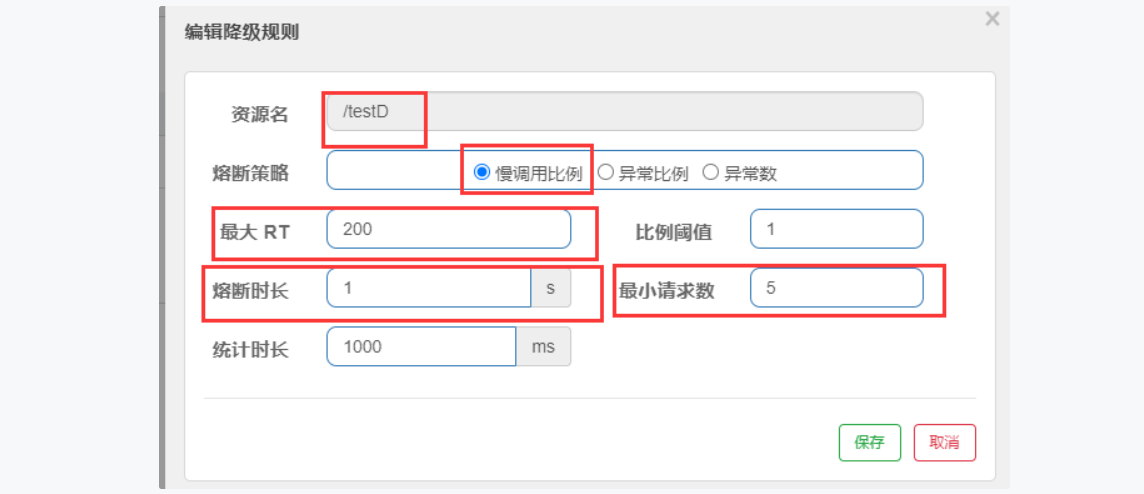 编辑降级规则 ×
资源名 /testD
熔断策略 慢调用比例 异常比例 异常数
最大 RT 200 比例阈值 1
熔断时长 1 s 最小请求数 5
统计时长 1000 ms
保存 取消